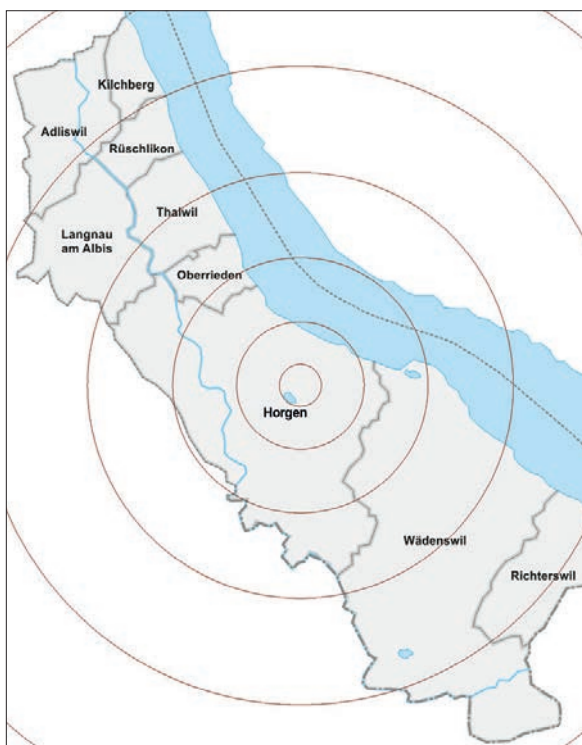 Kilchberg
Adliswil
Rüschlikon
Thalwil
Langnau
am Albis
Oberrieden
Horgen
Wädenswil
Richterswil